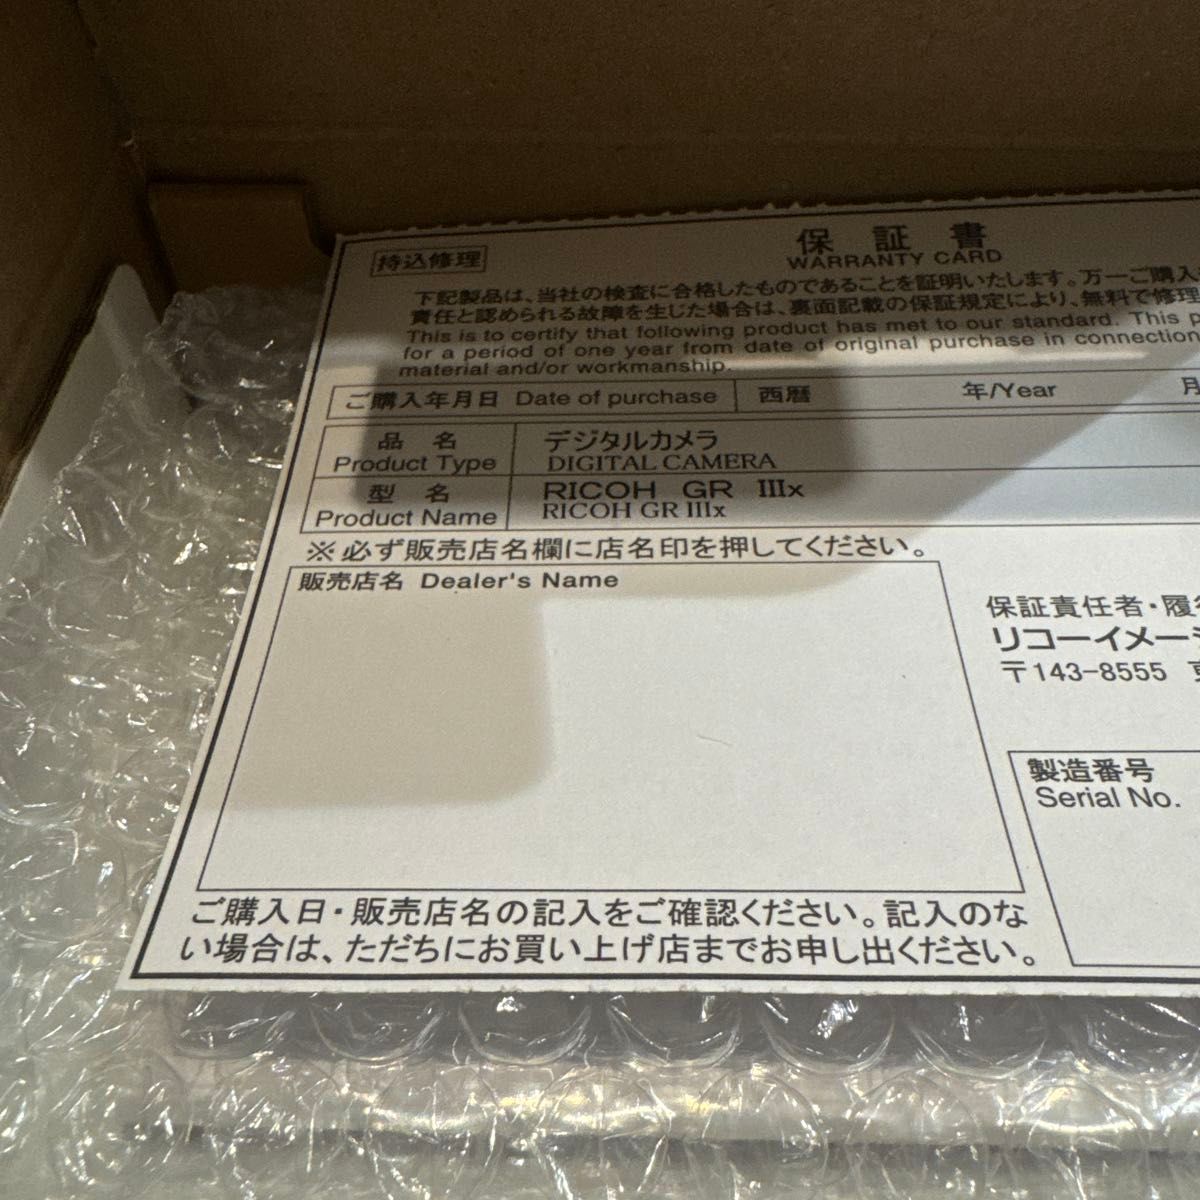 持込修理
保証書
WARRANTY CARD
下記製品は、当社の検査に合格したものであることを証明いたします。万一ご購入
責任と認められる故障を生じた場合は、裏面記載の保証規定により、無料で修理
This is to certify that following product has met to our standard. This p
for a period of one year from date of original purchase in connection
material and/or workmanship.
ご購入年月日 Date of purchase 西暦 年/Year 月
品名 デジタルカメラ
Product Type DIGITAL CAMERA
型名 RICOH GR IIIx
Product Name RICOH GR IIIx
※必ず販売店名欄に店名印を押してください。
販売店名 Dealer's Name
保証責任者・履
リコーイメー
〒143-8555 東
製造番号
Serial No.
ご購入日・販売店名の記入をご確認ください。記入のな
い場合は、ただちにお買い上げ店までお申し出ください。